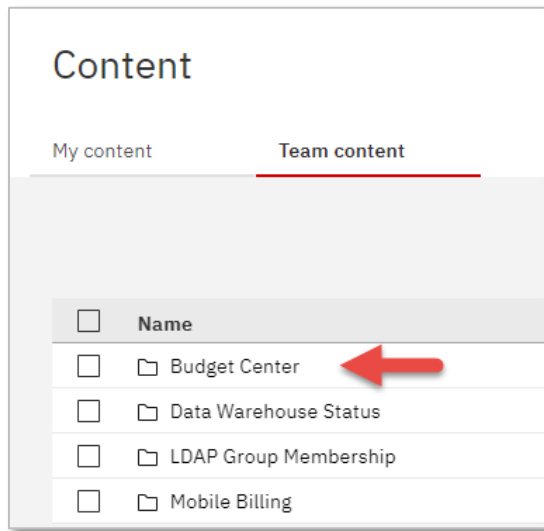 Content
My content Team content
Name
Budget Center
Data Warehouse Status
LDAP Group Membership
Mobile Billing